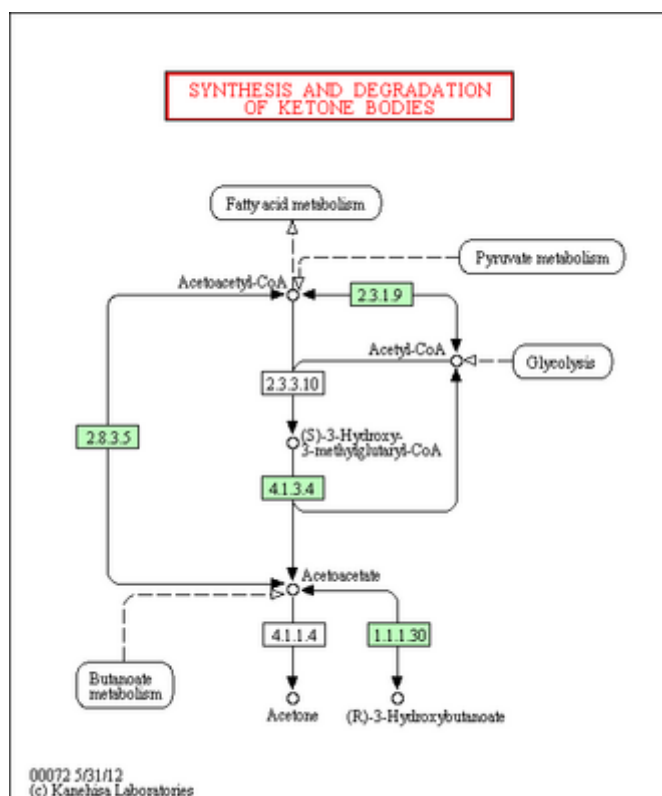 SYNTHESIS AND DEGRADATION
OF KETONE BODIES
Fatty acid metabolism
Pyruvate metabolism
Acetoacetyl-CoA
2.3.1.9
Acetyl-CoA
Glycolysis
2.3.3.10
2.8.3.5
(S)-3-Hydroxy-
3-methylglutaryl-CoA
4.1.3.4
Acetoacetate
4.1.1.4
1.1.1.30
Butanoate
metabolism
Acetone
(R)-3-Hydroxybutanoate
00072 5/31/12
(c) Kanehisa Laboratories